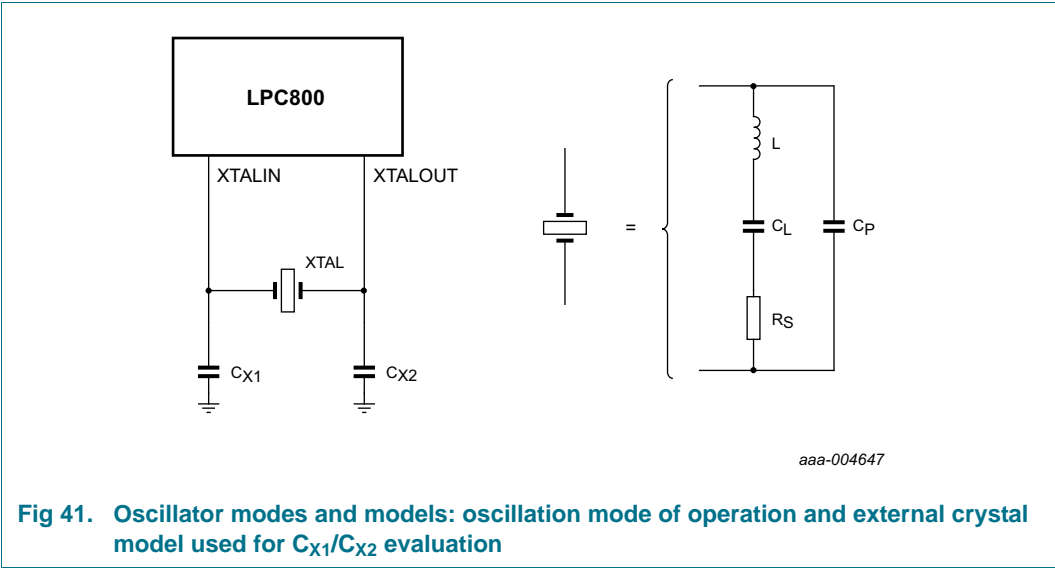 LPC800
XTALIN
XTALOUT
XTAL
CX1
CX2
=
L
CL
CP
RS
aaa-004647
Fig 41. Oscillator modes and models: oscillation mode of operation and external crystal
model used for CX1/CX2 evaluation